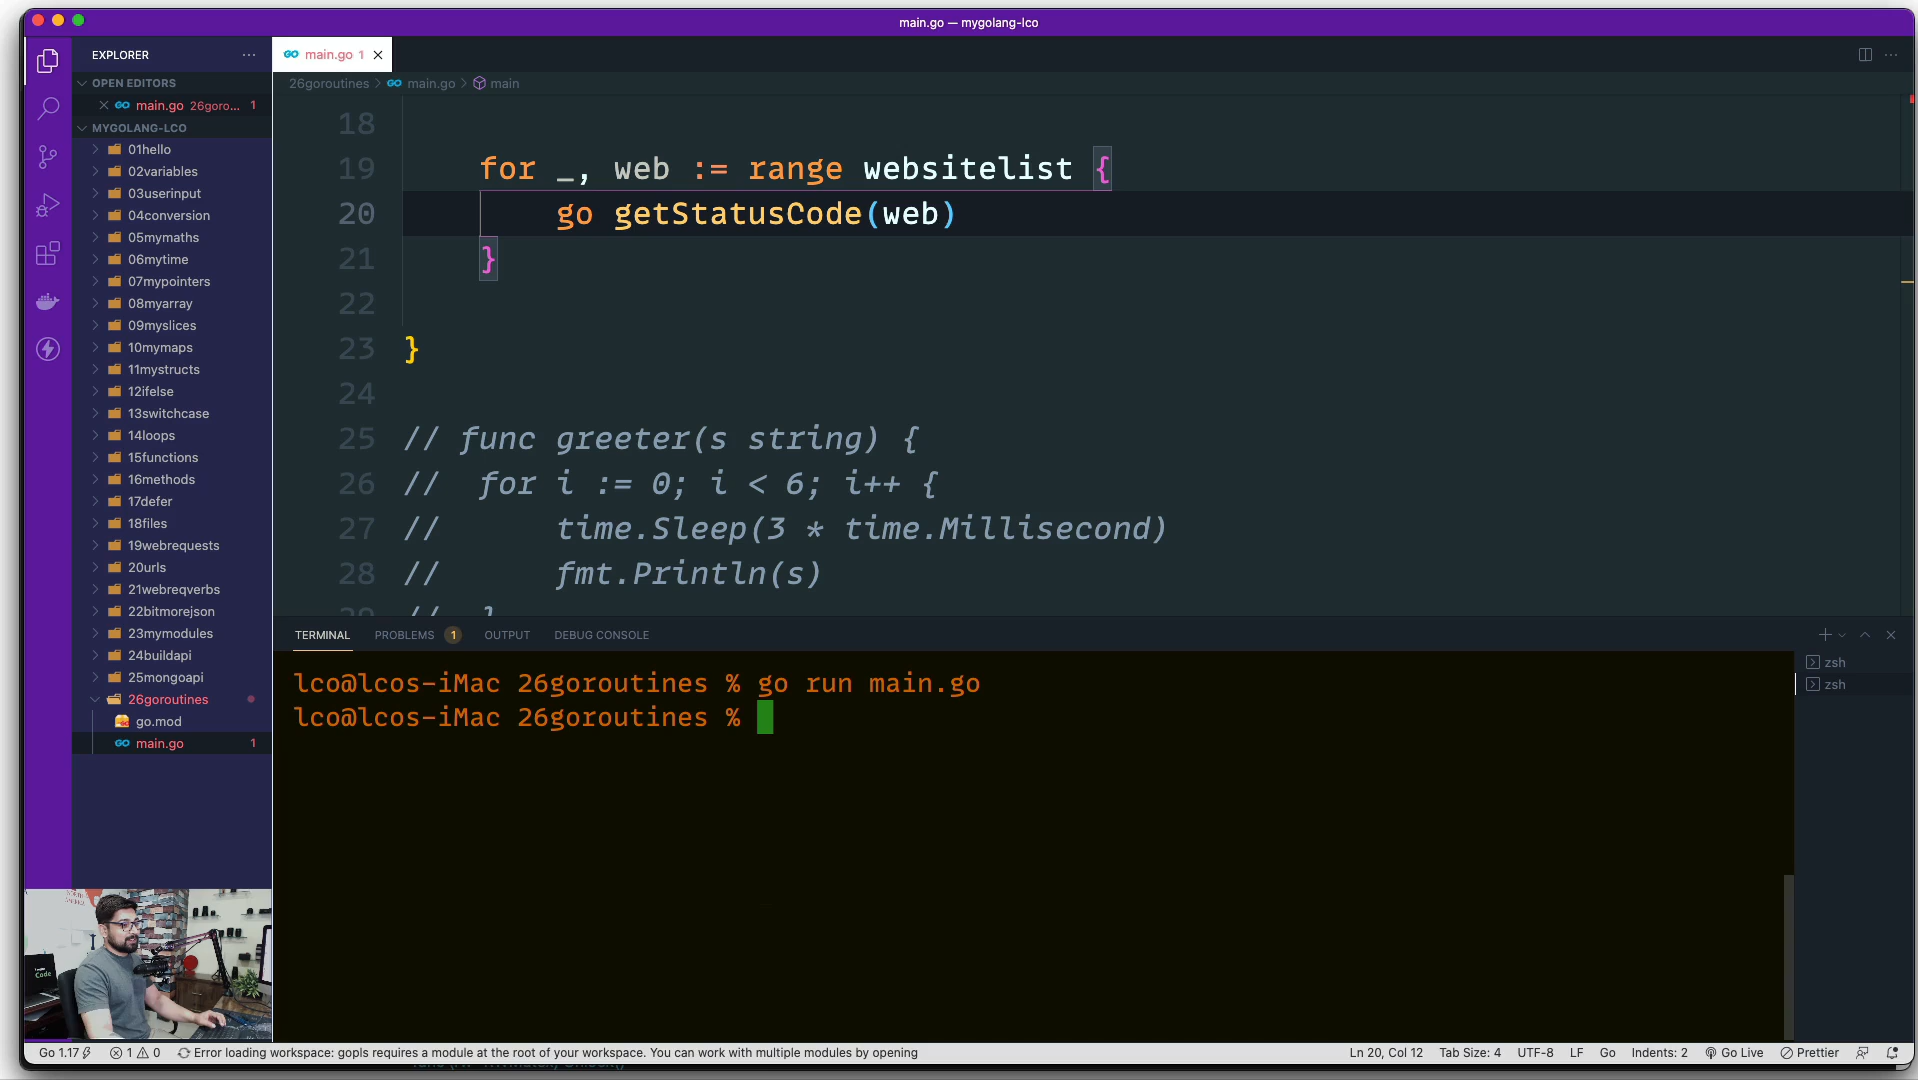 main.go — mygolang-lco
EXPLORER
main.go 1
OPEN EDITORS
main.go 26goro... 1
26goroutines > main.go > main
MYGOLANG-LCO
01hello
02variables
03userinput
04conversion
05mymaths
06mytime
07mypointers
08myarray
09myslices
10mymaps
11mystructs
12ifelse
13switchcase
14loops
15functions
16methods
17defer
18files
19webrequests
20urls
21webreqverbs
22bitmorejson
23mymodules
24buildapi
25mongoapi
26goroutines
go.mod
main.go 1
18
19 for _, web := range websitelist {
20 go getStatusCode(web)
21 }
22
23 }
24
25 // func greeter(s string) {
26 // for i := 0; i < 6; i++ {
27 // time.Sleep(3 * time.Millisecond)
28 // fmt.Println(s)
29 // }
TERMINAL PROBLEMS 1 OUTPUT DEBUG CONSOLE
lco@lcos-iMac 26goroutines % go run main.go
lco@lcos-iMac 26goroutines %
zsh
zsh
Go 1.17 1 0 Error loading workspace: gopls requires a module at the root of your workspace. You can work with multiple modules by opening
Ln 20, Col 12 Tab Size: 4 UTF-8 LF Go Indents: 2 Go Live Prettier